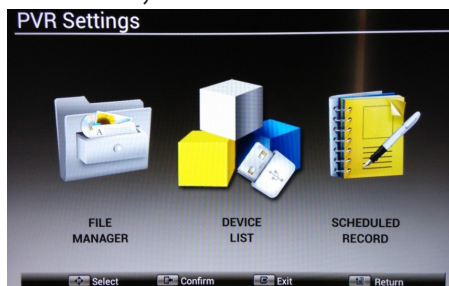 PVR Settings
FILE
MANAGER
DEVICE
LIST
SCHEDULED
RECORD
Select Confirm Exit Return